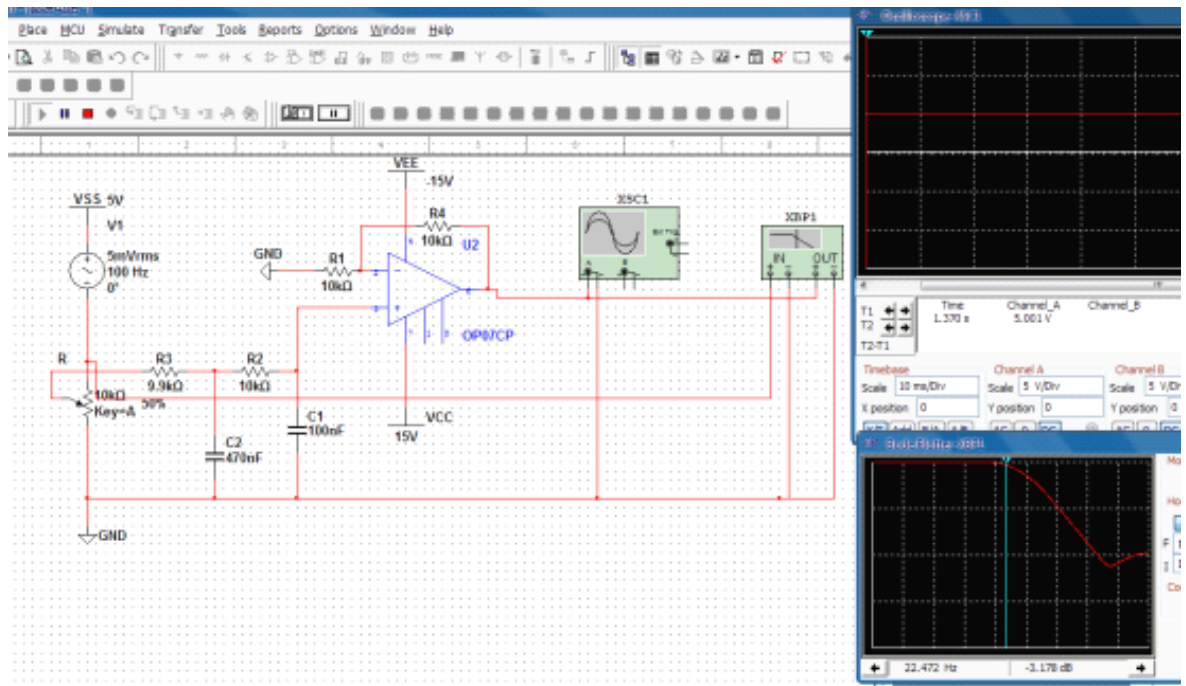 Place MCU Simulate Transfer Tools Reports Options Window Help
VEE
-15V
VSS 5V
V1
5mVrms
100 Hz
0°
GND
R1
10kΩ
R4
10kΩ
U2
OP07CP
XSC1
A
B
XBP1
IN
OUT
R
R3
9.9kΩ
R2
10kΩ
10kΩ
Key=A
50%
C1
100nF
VCC
15V
C2
470nF
GND
T1
T2
T2-T1
Time
1.370 s
Channel_A
5.001 V
Channel_B
Timebase
Scale 10 ms/Div
X position 0
Channel A
Scale 5 V/Div
Y position 0
Channel B
Scale 5 V/Div
Y position 0
22.472 Hz
-3.178 dB